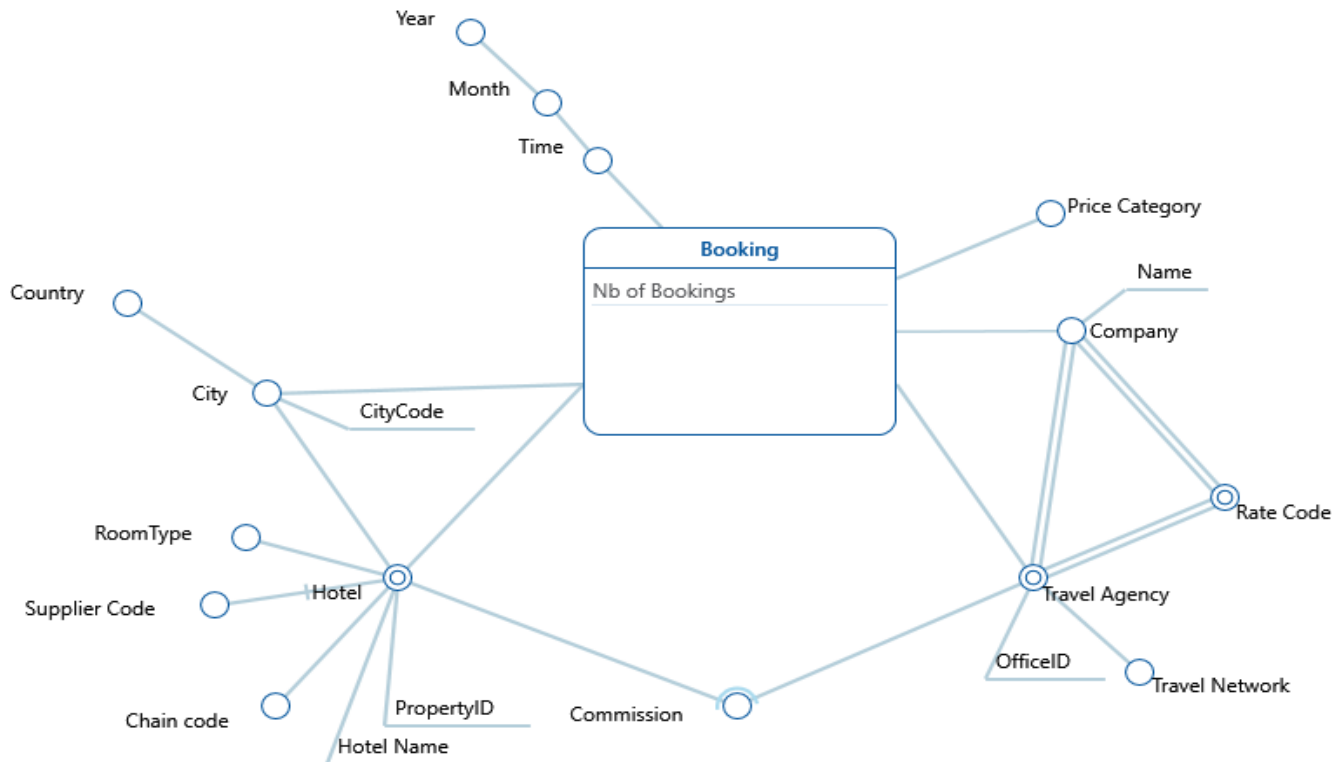 Year
Month
Time
Price Category
Booking
Name
Nb of Bookings
Country
Company
City
CityCode
Rate Code
RoomType
Hotel
Travel Agency
Supplier Code
OfficeID
Travel Network
PropertyID
Commission
Chain code
Hotel Name